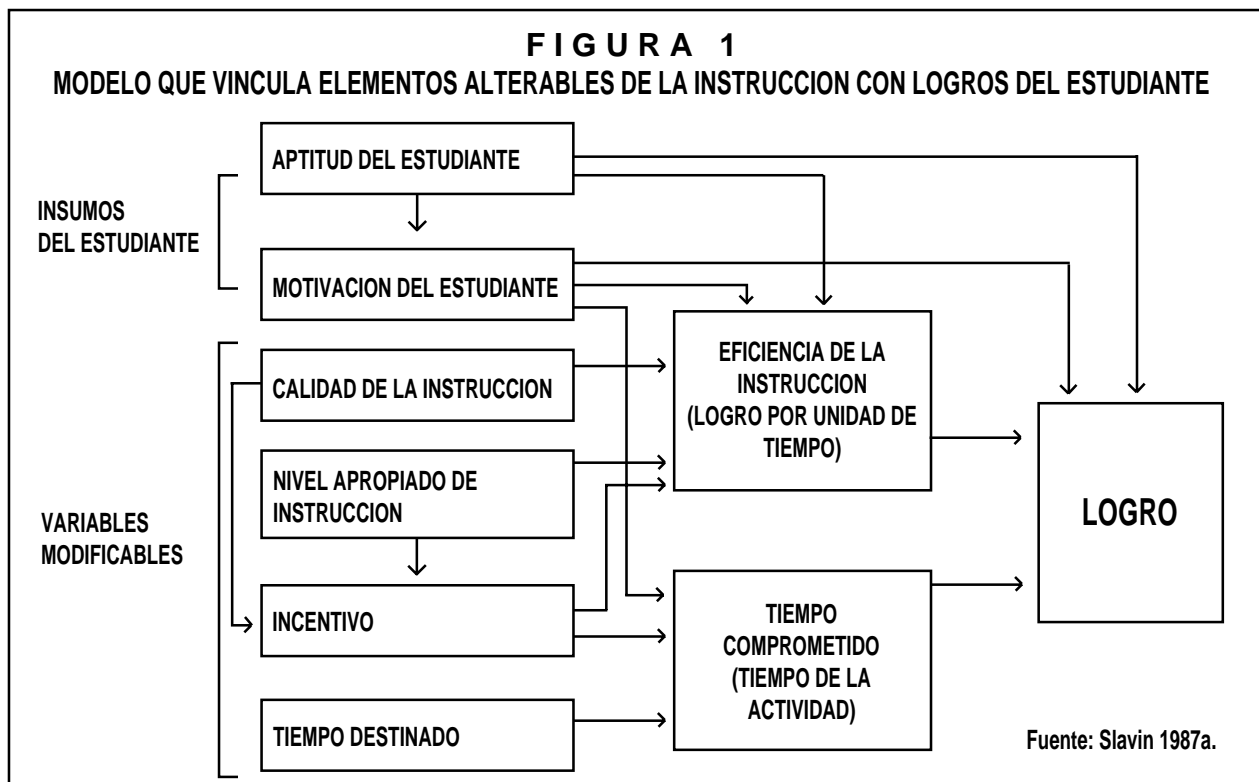 FIGURA 1
MODELO QUE VINCULA ELEMENTOS ALTERABLES DE LA INSTRUCCION CON LOGROS DEL ESTUDIANTE
INSUMOS
DEL ESTUDIANTE
APTITUD DEL ESTUDIANTE
MOTIVACION DEL ESTUDIANTE
VARIABLES
MODIFICABLES
CALIDAD DE LA INSTRUCCION
NIVEL APROPIADO DE
INSTRUCCION
INCENTIVO
TIEMPO DESTINADO
EFICIENCIA DE LA
INSTRUCCION
(LOGRO POR UNIDAD DE
TIEMPO)
TIEMPO
COMPROMETIDO
(TIEMPO DE LA
ACTIVIDAD)
LOGRO
Fuente: Slavin 1987a.